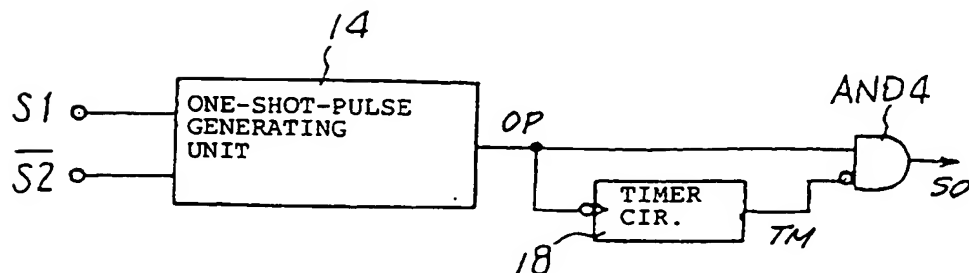 14
S1
S2
ONE-SHOT-PULSE
GENERATING
UNIT
OP
AND4
SO
TIMER
CIR.
TM
18